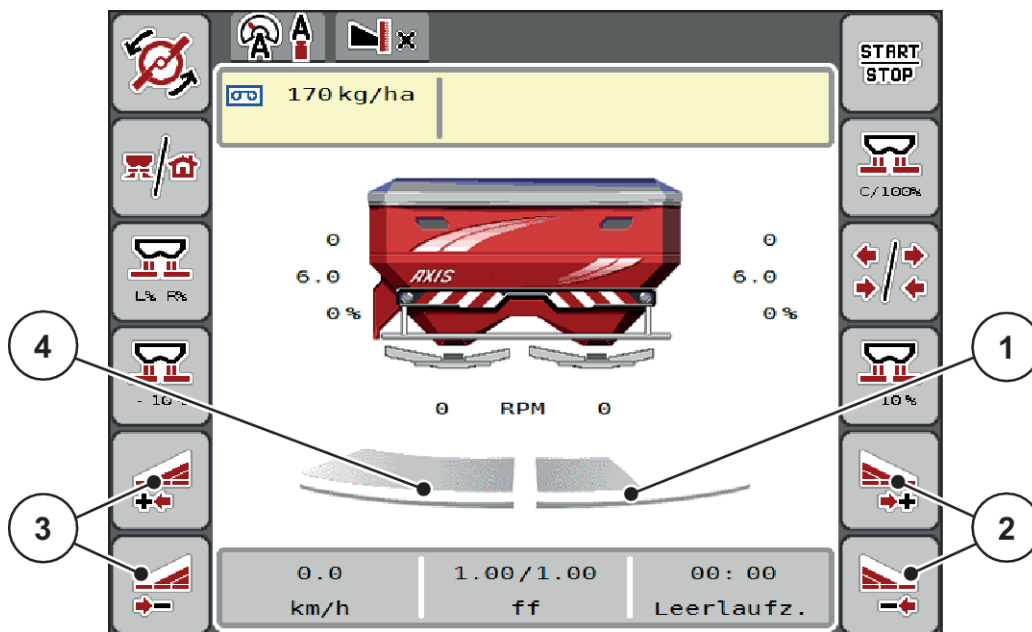 A A x
START
STOP
170 kg/ha
C/100%
0 0
6.0 AXIS 6.0
L% R%
0% 0%
4 1
- 10 %
10 %
0 RPM 0
3 2
0.0 1.00/1.00 00:00
km/h ff Leerlaufz.